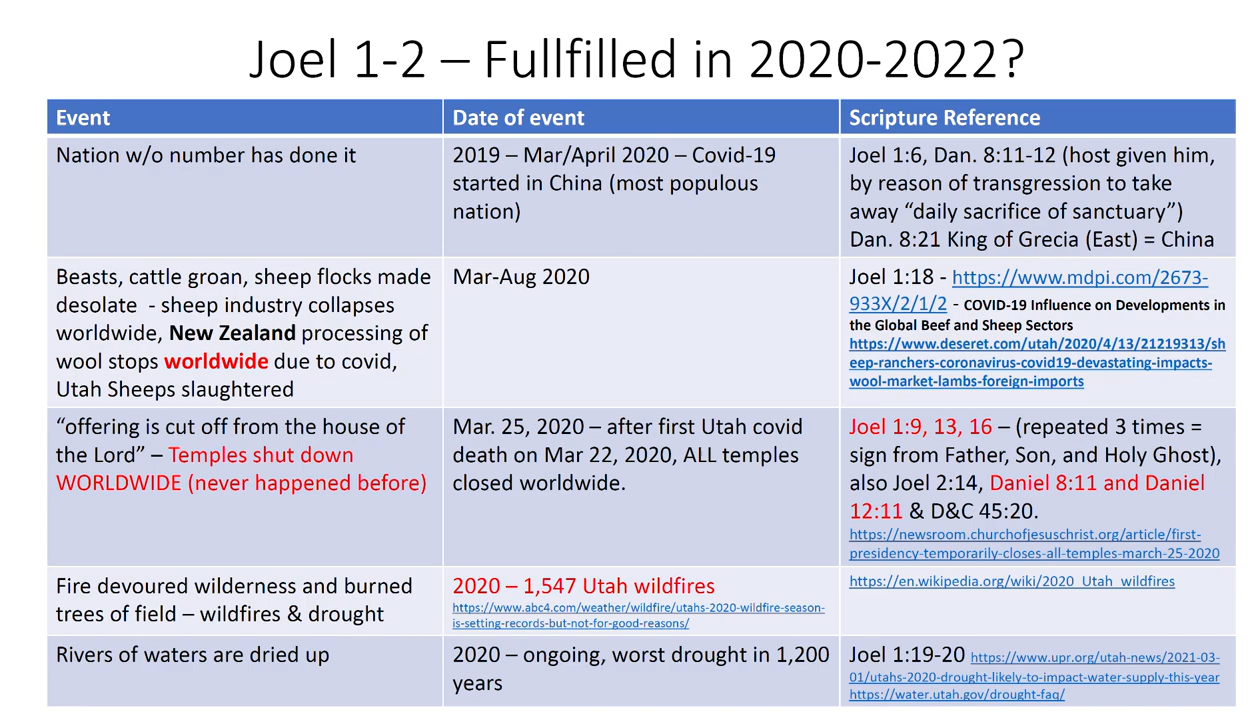 Joel 1-2 – Fullfilled in 2020-2022?
Event
Date of event
Scripture Reference
Nation w/o number has done it
2019 – Mar/April 2020 – Covid-19
started in China (most populous
nation)
Joel 1:6, Dan. 8:11-12 (host given him,
by reason of transgression to take
away “daily sacrifice of sanctuary”)
Dan. 8:21 King of Grecia (East) = China
Beasts, cattle groan, sheep flocks made
desolate - sheep industry collapses
worldwide, New Zealand processing of
wool stops worldwide due to covid,
Utah Sheeps slaughtered
Mar-Aug 2020
Joel 1:18 - https://www.mdpi.com/2673-
933X/2/1/2 - COVID-19 Influence on Developments in
the Global Beef and Sheep Sectors
https://www.deseret.com/utah/2020/4/13/21219313/sh
eep-ranchers-coronavirus-covid19-devastating-impacts-
wool-market-lambs-foreign-imports
“offering is cut off from the house of
the Lord” – Temples shut down
WORLDWIDE (never happened before)
Mar. 25, 2020 – after first Utah covid
death on Mar 22, 2020, ALL temples
closed worldwide.
Joel 1:9, 13, 16 – (repeated 3 times =
sign from Father, Son, and Holy Ghost),
also Joel 2:14, Daniel 8:11 and Daniel
12:11 & D&C 45:20.
https://newsroom.churchofjesuschrist.org/article/first-
presidency-temporarily-closes-all-temples-march-25-2020
Fire devoured wilderness and burned
trees of field – wildfires & drought
2020 – 1,547 Utah wildfires
https://www.abc4.com/weather/wildfire/utahs-2020-wildfire-season-
is-setting-records-but-not-for-good-reasons/
https://en.wikipedia.org/wiki/2020_Utah_wildfires
Rivers of waters are dried up
2020 – ongoing, worst drought in 1,200
years
Joel 1:19-20 https://www.upr.org/utah-news/2021-03-
01/utahs-2020-drought-likely-to-impact-water-supply-this-year
https://water.utah.gov/drought-faq/